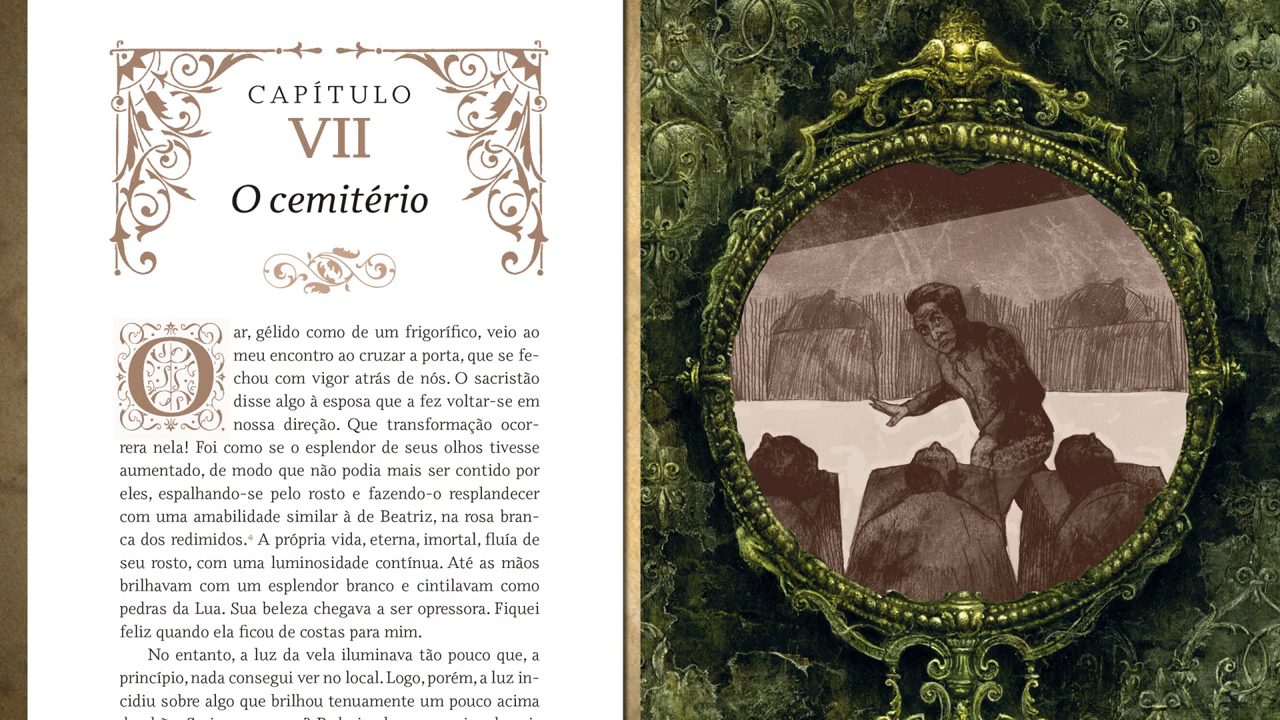 CAPÍTULO
VII
O cemitério
O ar, gélido como de um frigorífico, veio ao
meu encontro ao cruzar a porta, que se fe-
chou com vigor atrás de nós. O sacristão
disse algo à esposa que a fez voltar-se em
nossa direção. Que transformação ocor-
rera nela! Foi como se o esplendor de seus olhos tivesse
aumentado, de modo que não podia mais ser contido por
eles, espalhando-se pelo rosto e fazendo-o resplandecer
com uma amabilidade similar à de Beatriz, na rosa bran-
ca dos redimidos.⁴ A própria vida, eterna, imortal, fluía de
seu rosto, com uma luminosidade contínua. Até as mãos
brilhavam com um esplendor branco e cintilavam como
pedras da Lua. Sua beleza chegava a ser opressora. Fiquei
feliz quando ela ficou de costas para mim.
No entanto, a luz da vela iluminava tão pouco que, a
princípio, nada consegui ver no local. Logo, porém, a luz in-
cidiu sobre algo que brilhou tenuamente um pouco acima